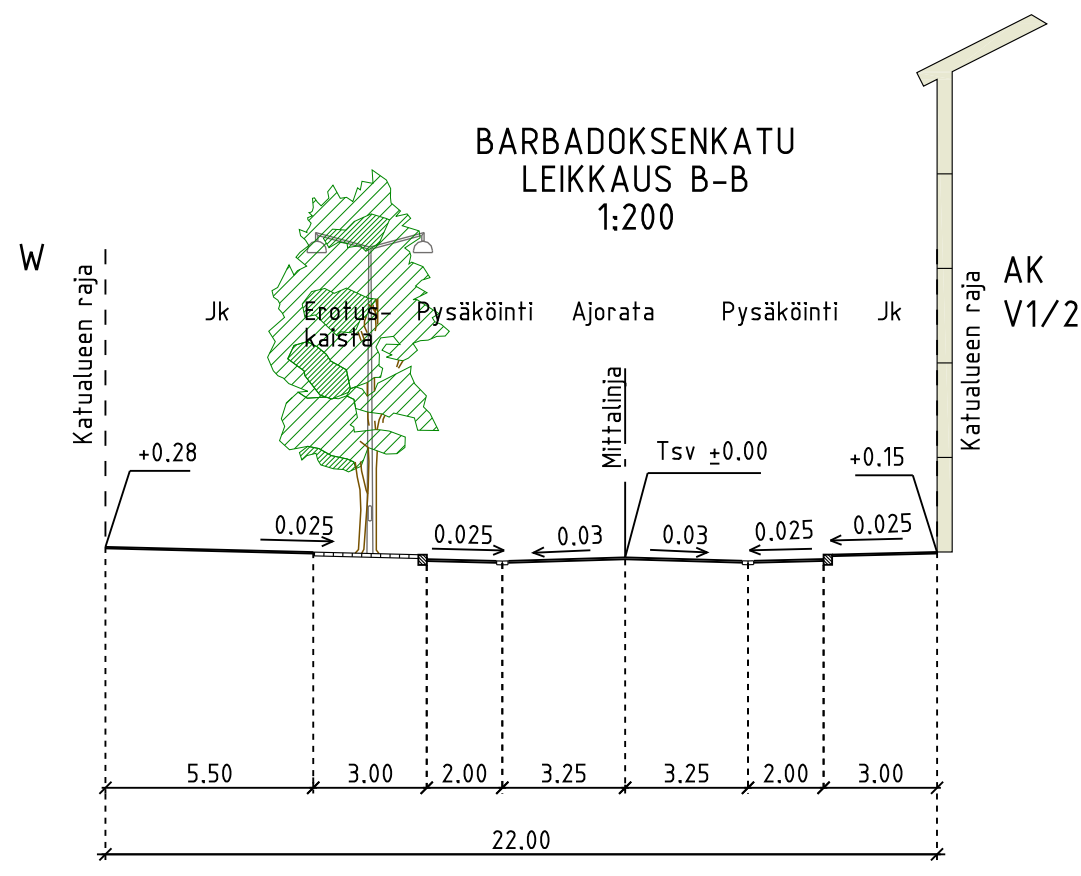 BARBADOKSENKATU
LEIKKAUS B-B
1:200
W
Katualueen raja
Jk
Erotus-
kaista
Pysäköinti
Ajorata
Pysäköinti
Jk
Katualueen raja
AK
V1/2
Mittalinja
+0.28
Tsv ±0.00
+0.15
0.025
0.025
0.03
0.03
0.025
0.025
5.50
3.00
2.00
3.25
3.25
2.00
3.00
22.00